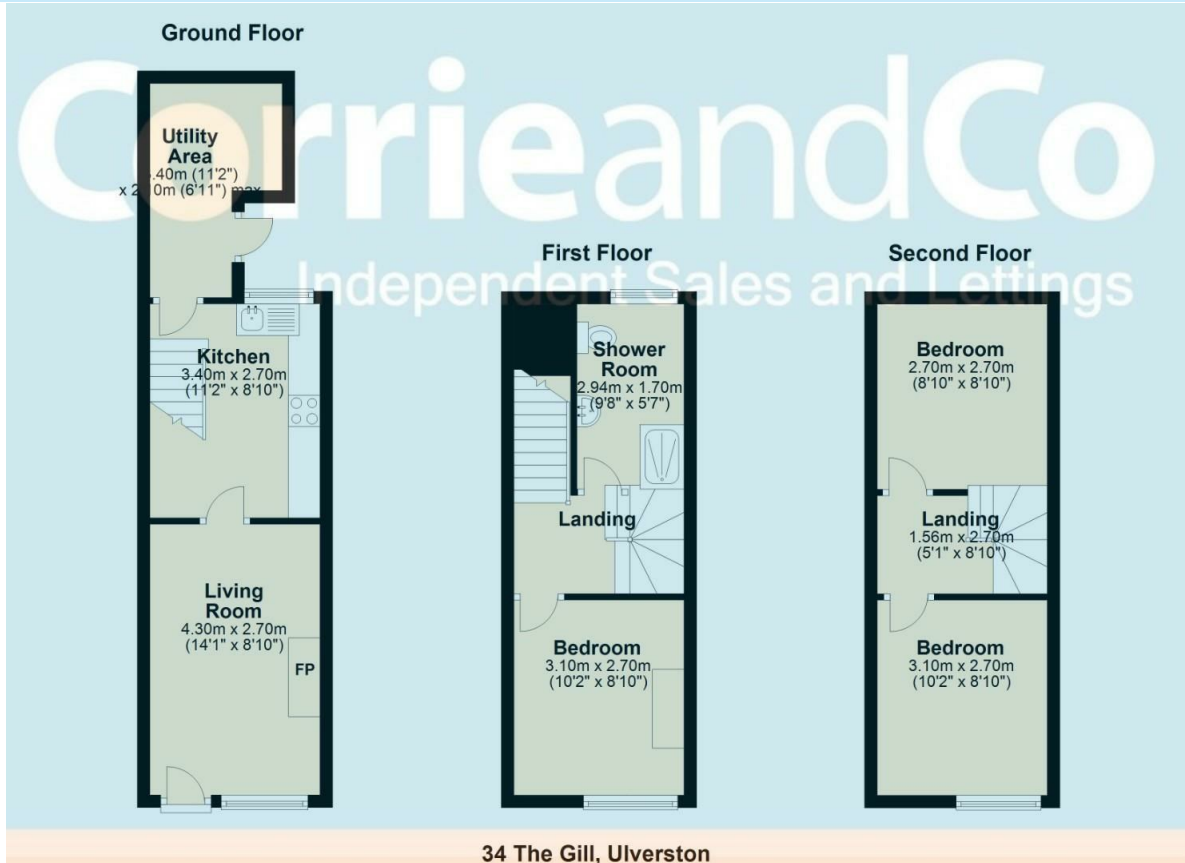 Ground Floor
CorrieandCo
Independent Sales and Lettings
Utility
Area
3.40m (11'2")
x 2.10m (6'11") max
Kitchen
3.40m x 2.70m
(11'2" x 8'10")
Living
Room
4.30m x 2.70m
(14'1" x 8'10")
FP
First Floor
Shower
Room
2.94m x 1.70m
(9'8" x 5'7")
Landing
Bedroom
3.10m x 2.70m
(10'2" x 8'10")
Second Floor
Bedroom
2.70m x 2.70m
(8'10" x 8'10")
Landing
1.56m x 2.70m
(5'1" x 8'10")
Bedroom
3.10m x 2.70m
(10'2" x 8'10")
34 The Gill, Ulverston